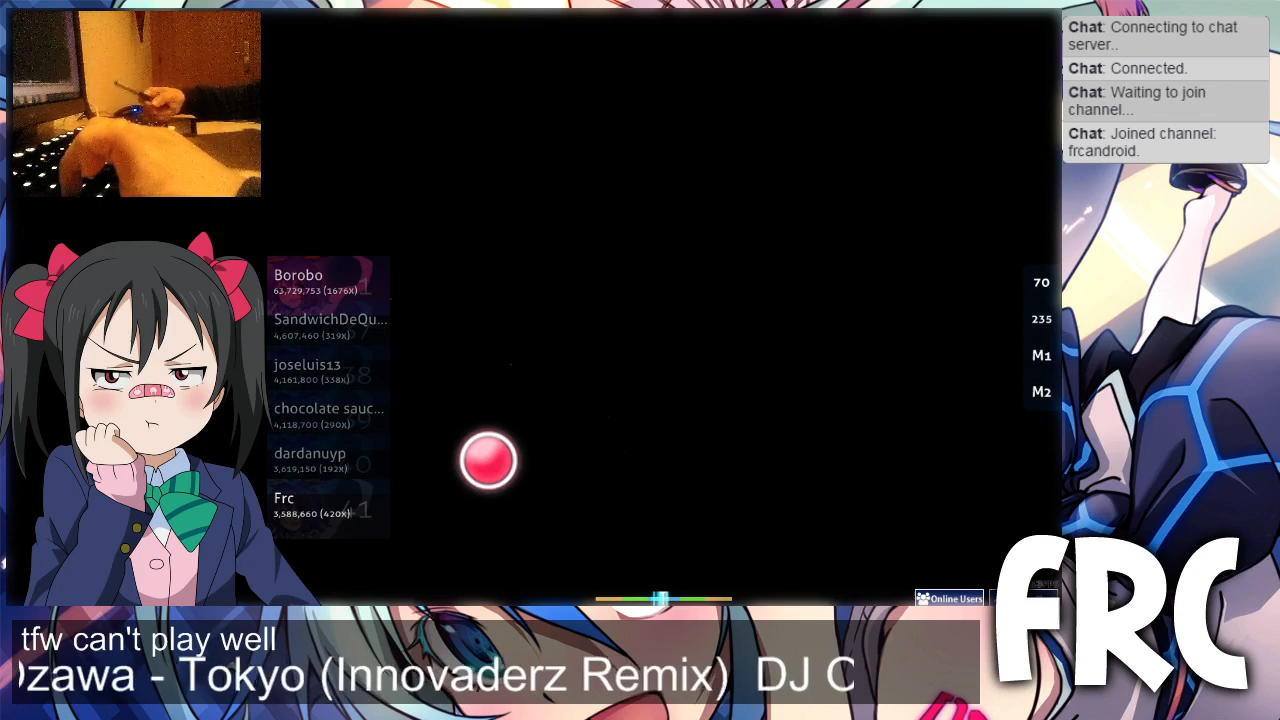 Chat: Connecting to chat
server..
Chat: Connected.
Chat: Waiting to join
channel...
Chat: Joined channel:
frcandroid.
Borobo
63,729,753 (1676X)
1
SandwichDeQu...
4,607,460 (319X)
joseluis13
4,161,800 (338X)
chocolate sauc...
4,118,700 (290X)
dardanuyp
3,619,150 (192X)
Frc
3,588,660 (420X)
41
70
235
M1
M2
Online Users
FRC
tfw can't play well
Ozawa - Tokyo (Innovaderz Remix) DJ O